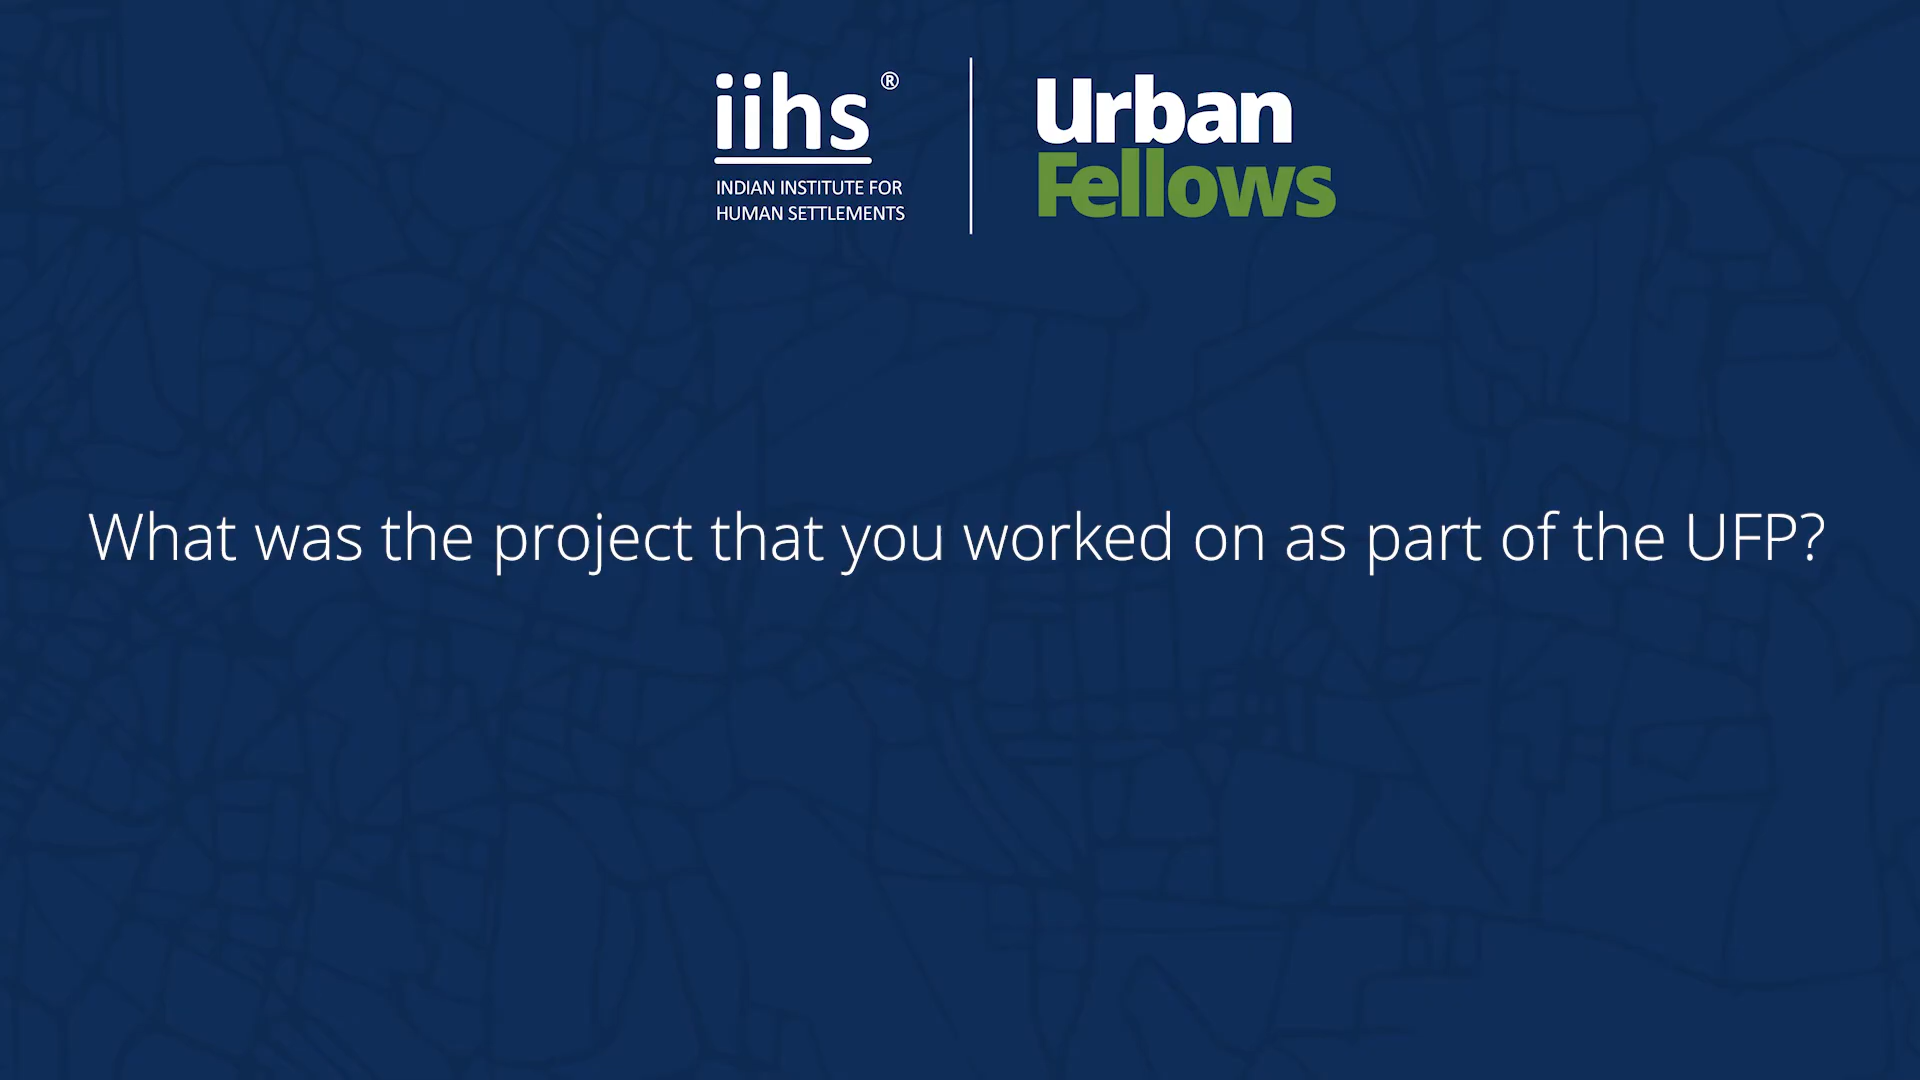 iihs®
INDIAN INSTITUTE FOR
HUMAN SETTLEMENTS
Urban
Fellows
What was the project that you worked on as part of the UFP?